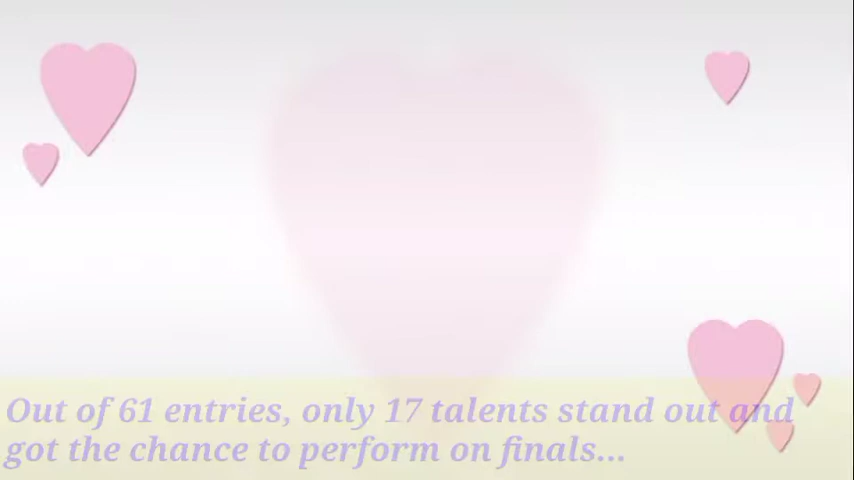 Out of 61 entries, only 17 talents stand out and
got the chance to perform on finals...